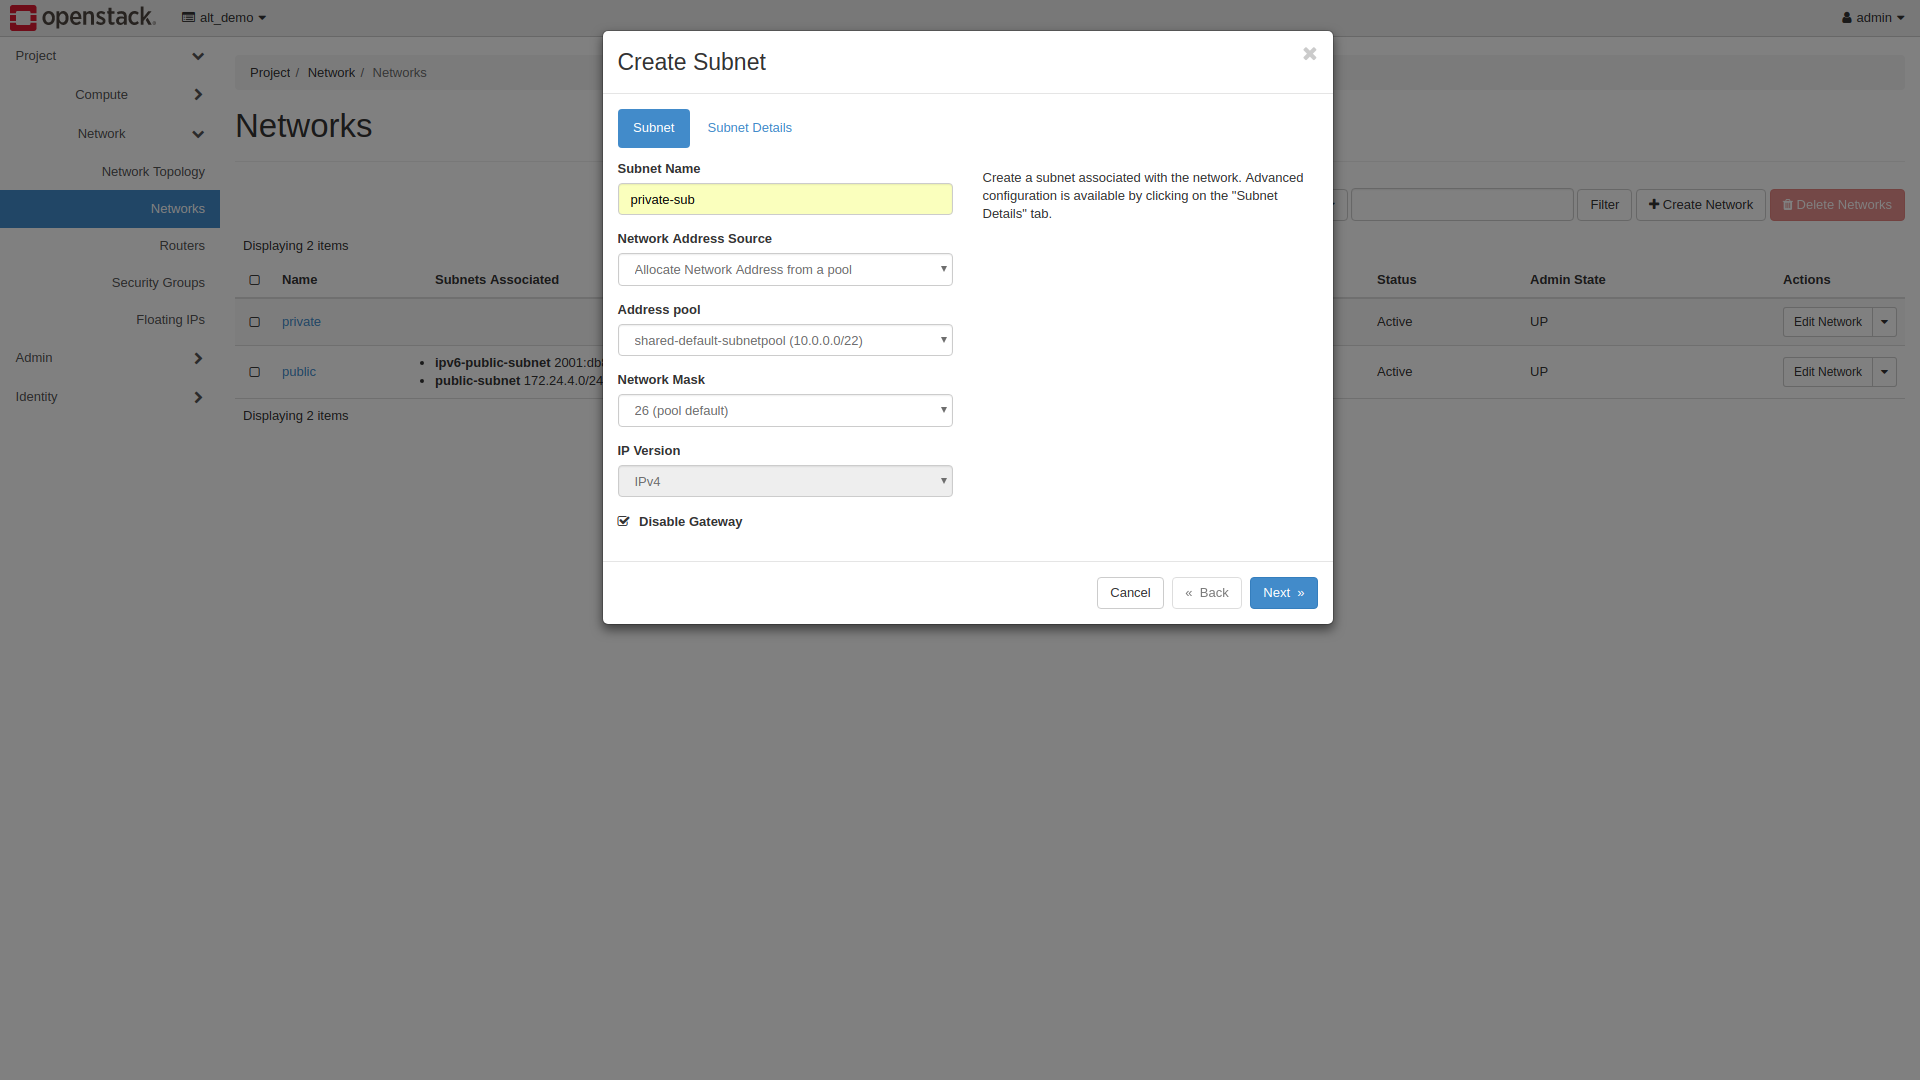 openstack.
alt_demo
admin
Project
Compute
Network
Network Topology
Networks
Routers
Security Groups
Floating IPs
Admin
Identity
Project / Network / Networks
Networks
Filter
Create Network
Delete Networks
Displaying 2 items
Name
Subnets Associated
Status
Admin State
Actions
private
Active
UP
Edit Network
public
ipv6-public-subnet 2001:db
public-subnet 172.24.4.0/24
Active
UP
Edit Network
Displaying 2 items
Create Subnet
Subnet
Subnet Details
Subnet Name
private-sub
Network Address Source
Allocate Network Address from a pool
Address pool
shared-default-subnetpool (10.0.0.0/22)
Network Mask
26 (pool default)
IP Version
IPv4
Disable Gateway
Create a subnet associated with the network. Advanced
configuration is available by clicking on the "Subnet
Details" tab.
Cancel
« Back
Next »